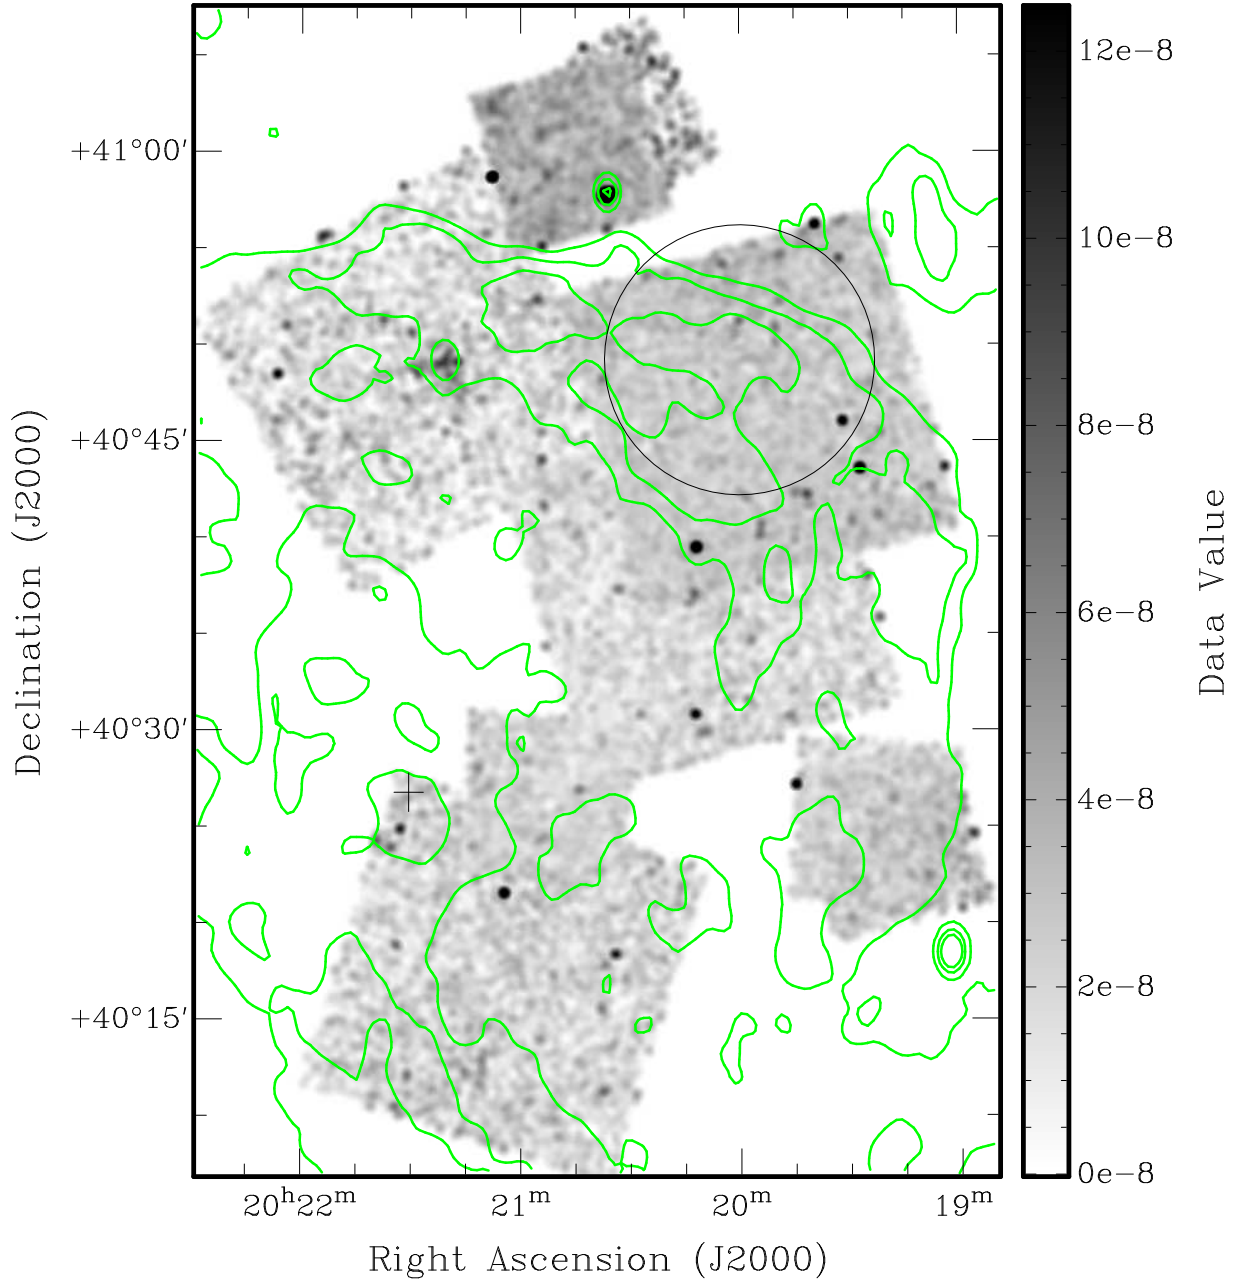 12e−8
+41°00′
10e−8
8e−8
+40°45′
6e−8
+40°30′
4e−8
2e−8
+40°15′
0e−8
20h22m 21m 20m 19m
Right Ascension (J2000)
Declination (J2000)
Data Value